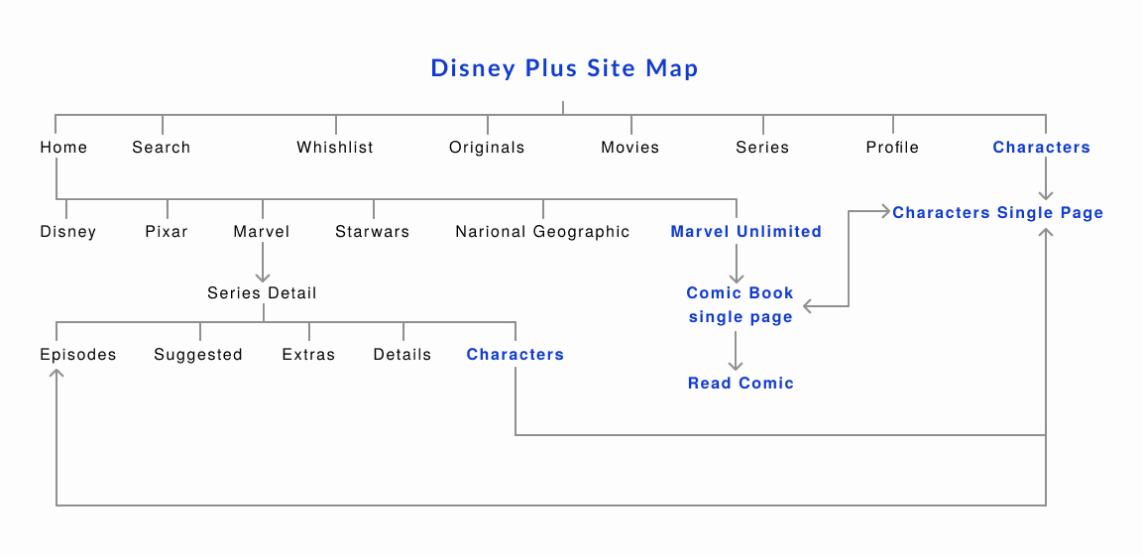 Disney Plus Site Map
Home
Search
Whishlist
Originals
Movies
Series
Profile
Characters
Characters Single Page
Disney
Pixar
Marvel
Starwars
Narional Geographic
Marvel Unlimited
Series Detail
Comic Book
single page
Episodes
Suggested
Extras
Details
Characters
Read Comic